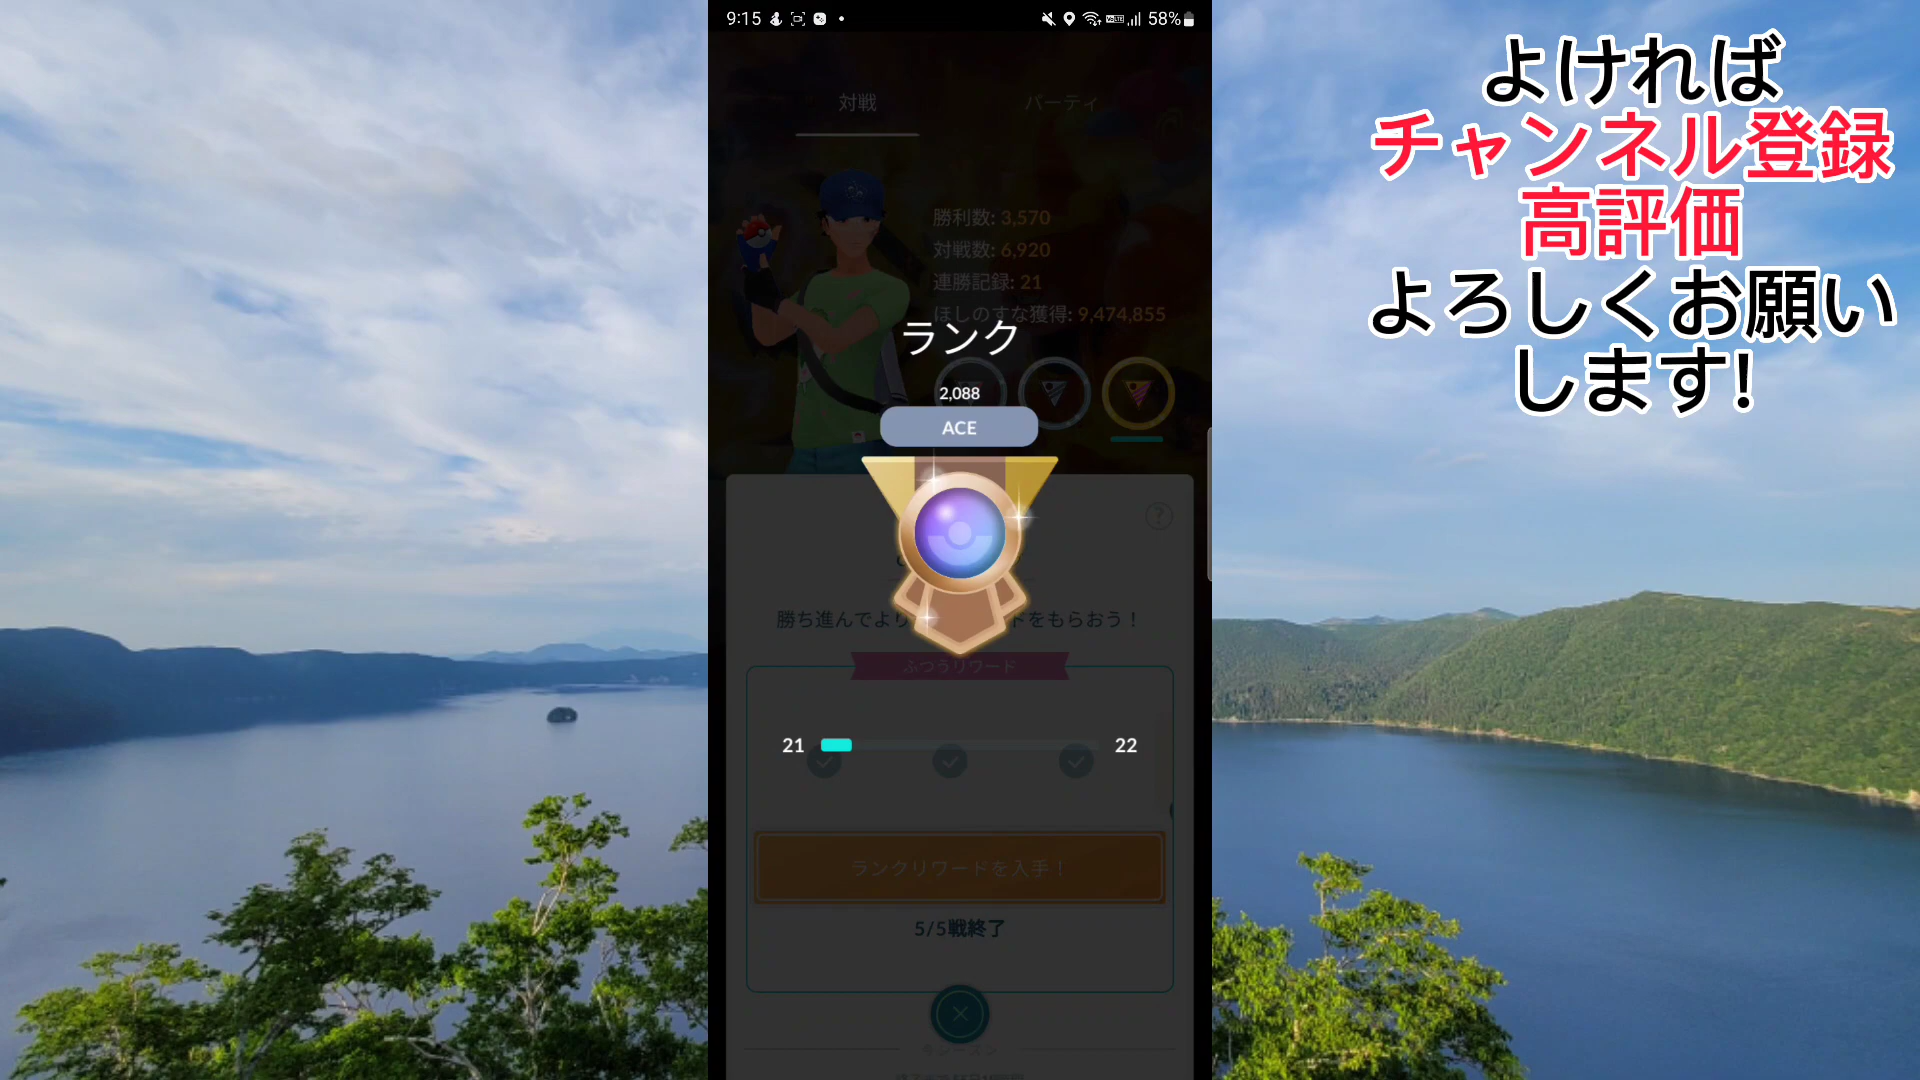 9:15
58%
よければ
チャンネル登録
高評価
よろしくお願い
します!
対戦
パーティ
勝利数: 3,570
対戦数: 6,920
連勝記録: 21
ほしのすな獲得: 9,474,855
ランク
2,088
ACE
?
勝ち進んでより
ドをもらおう！
ふつうリワード
21
22
ランクリワードを入手！
5/5戦終了